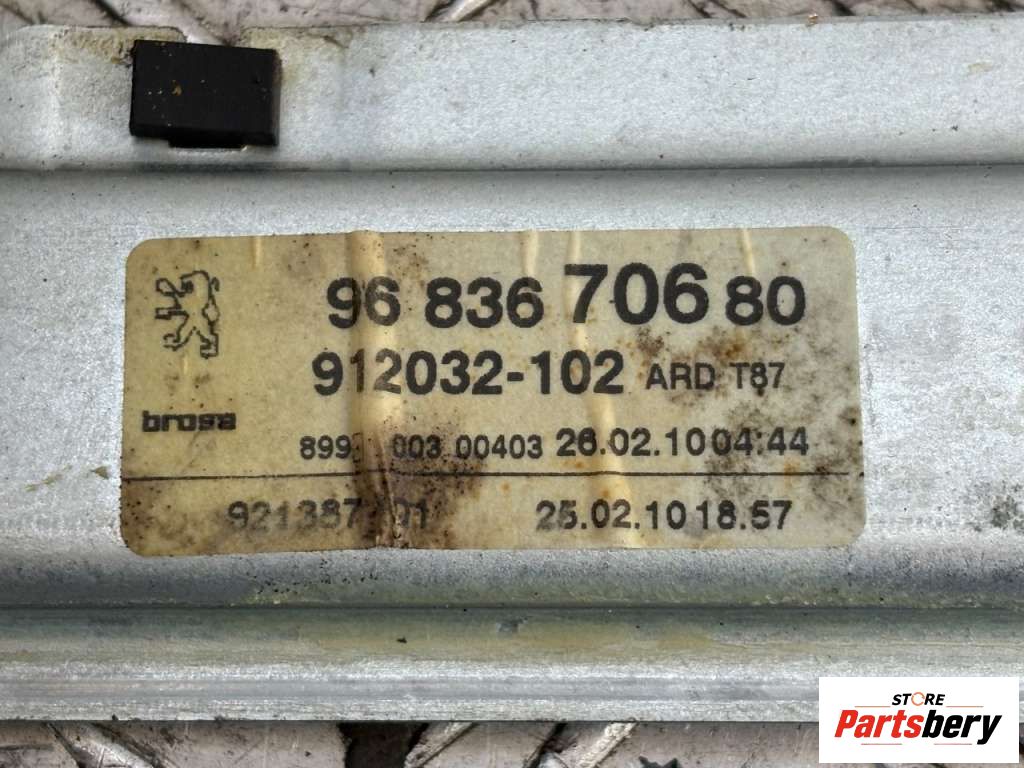 96 836 706 80
912032-102 ARD T87
brose
003 00403 26.02.10 04:44
25.02.10 18.57
STORE
Partsbery